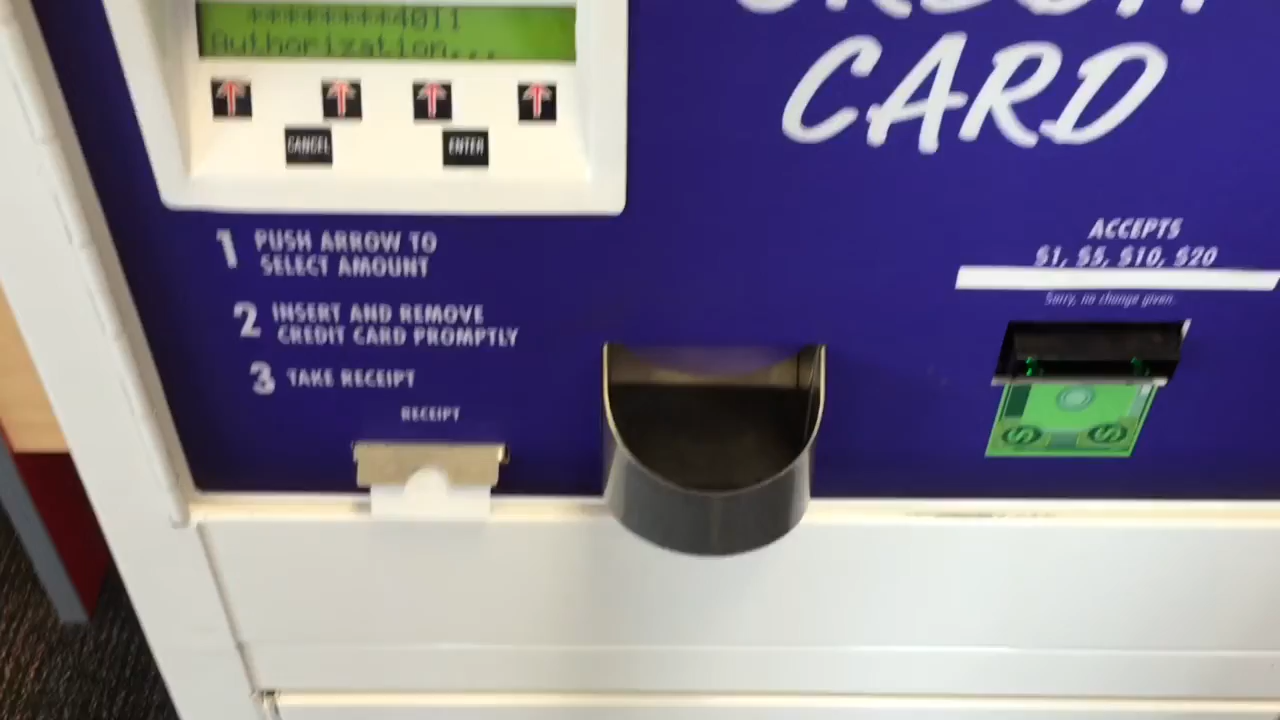 ********4011
Authorization...
CANCEL
ENTER
CREDIT
CARD
1 PUSH ARROW TO
SELECT AMOUNT
2 INSERT AND REMOVE
CREDIT CARD PROMPTLY
3 TAKE RECEIPT
RECEIPT
ACCEPTS
$1, $5, $10, $20
Sorry, no change given.
$ $